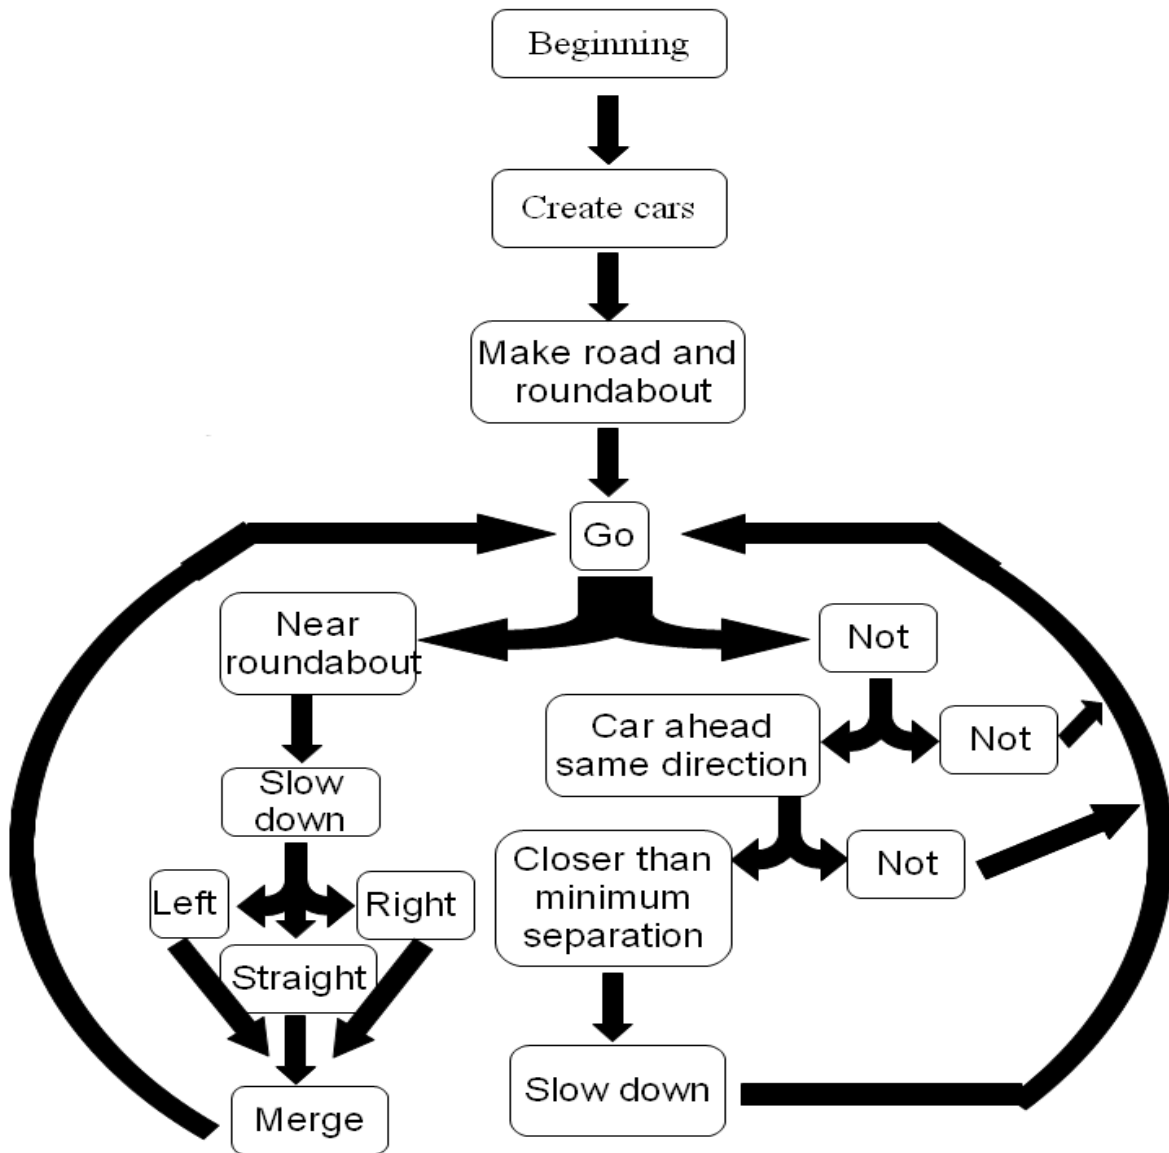 Beginning
Create cars
Make road and
roundabout
Go
Near
roundabout
Not
Car ahead
same direction
Not
Slow
down
Closer than
minimum
separation
Not
Left
Right
Straight
Slow down
Merge